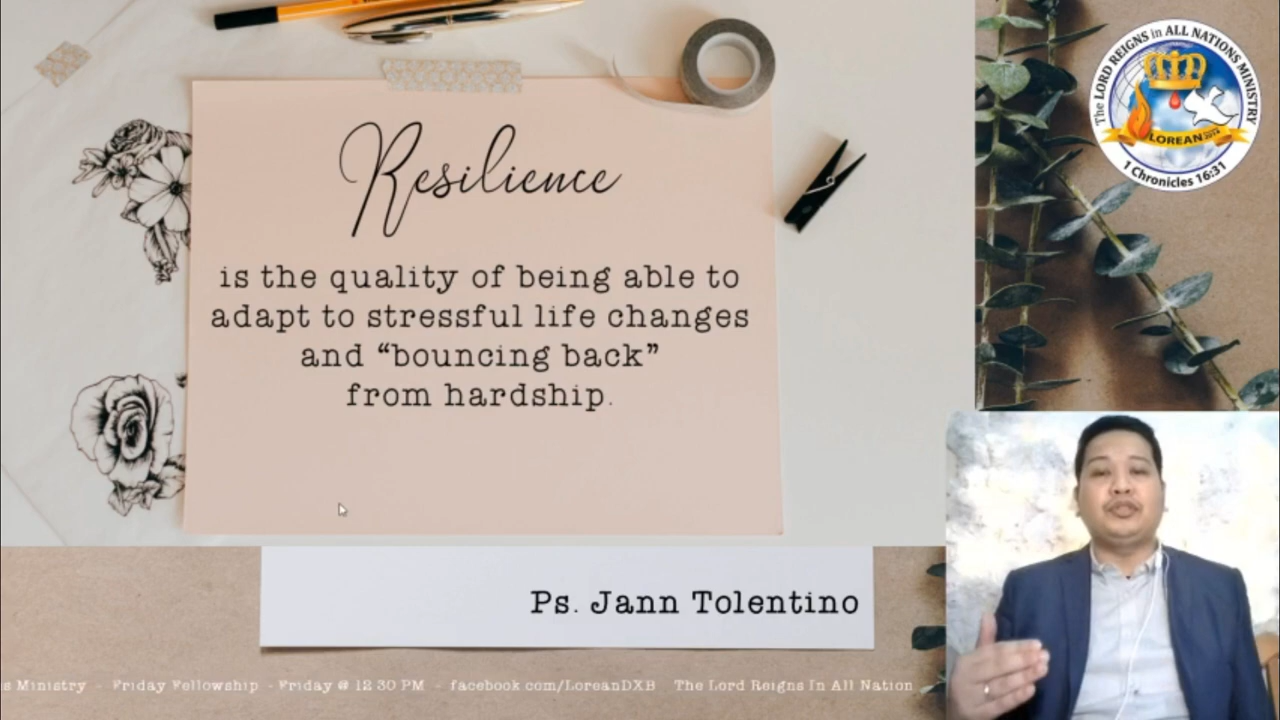 Resilience
is the quality of being able to
adapt to stressful life changes
and “bouncing back”
from hardship.
The LORD REIGNS in ALL NATIONS MINISTRY
LOREAN 2014
1 Chronicles 16:31
Ps. Jann Tolentino
s Ministry - Friday Fellowship - Friday @ 12 30 PM - facebook com/LoreanDXB The Lord Reigns In All Nation